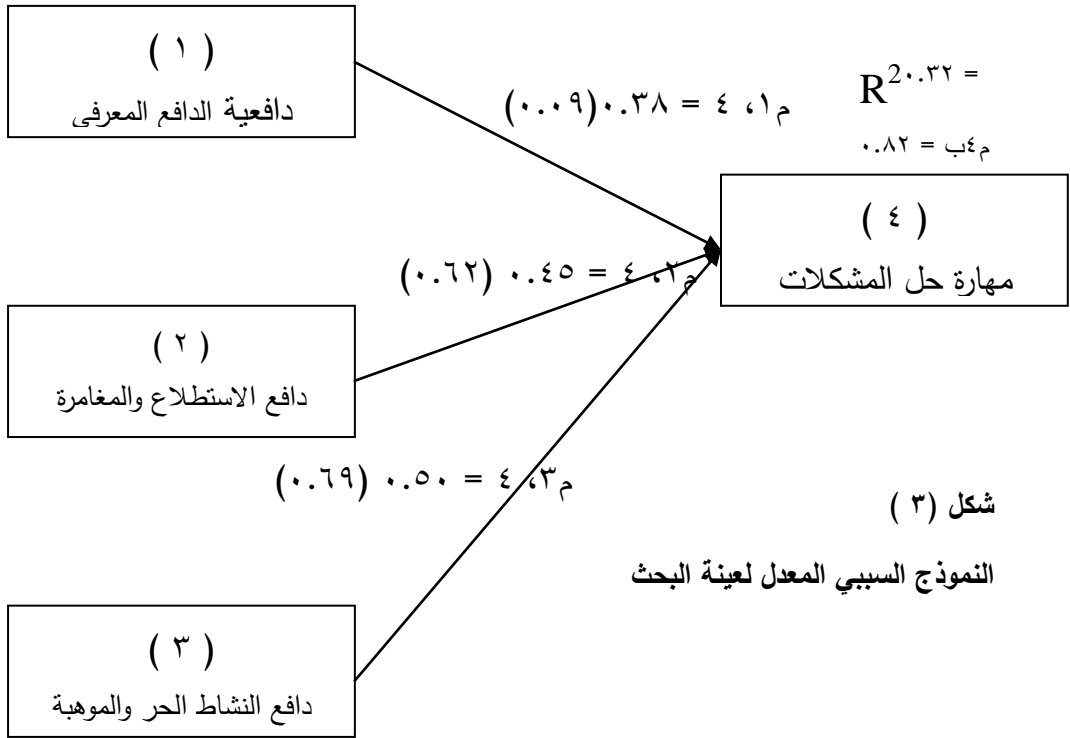 ( ١ )
دافعية الدافع المعرفي
م١، ٤ = ٠.٣٨(٠.٠٩)
R2٠.٣٢ =
م٤ب = ٠.٨٢
( ٤ )
مهارة حل المشكلات
م٢، ٤ = ٠.٤٥ (٠.٦٢)
( ٢ )
دافع الاستطلاع والمغامرة
م٣، ٤ = ٠.٥٠ (٠.٦٩)
شكل (٣ )
النموذج السببي المعدل لعينة البحث
( ٣ )
دافع النشاط الحر والموهبة